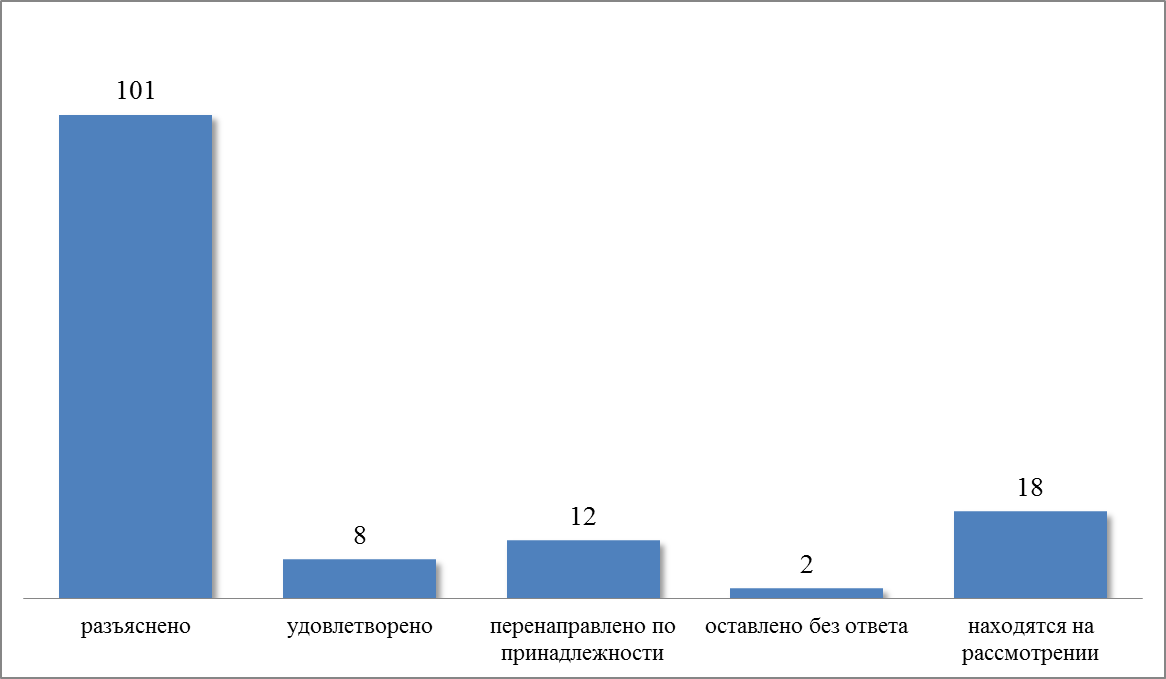 101
8
12
2
18
разъяснено
удовлетворено
перенаправлено по
принадлежности
оставлено без ответа
находятся на
рассмотрении